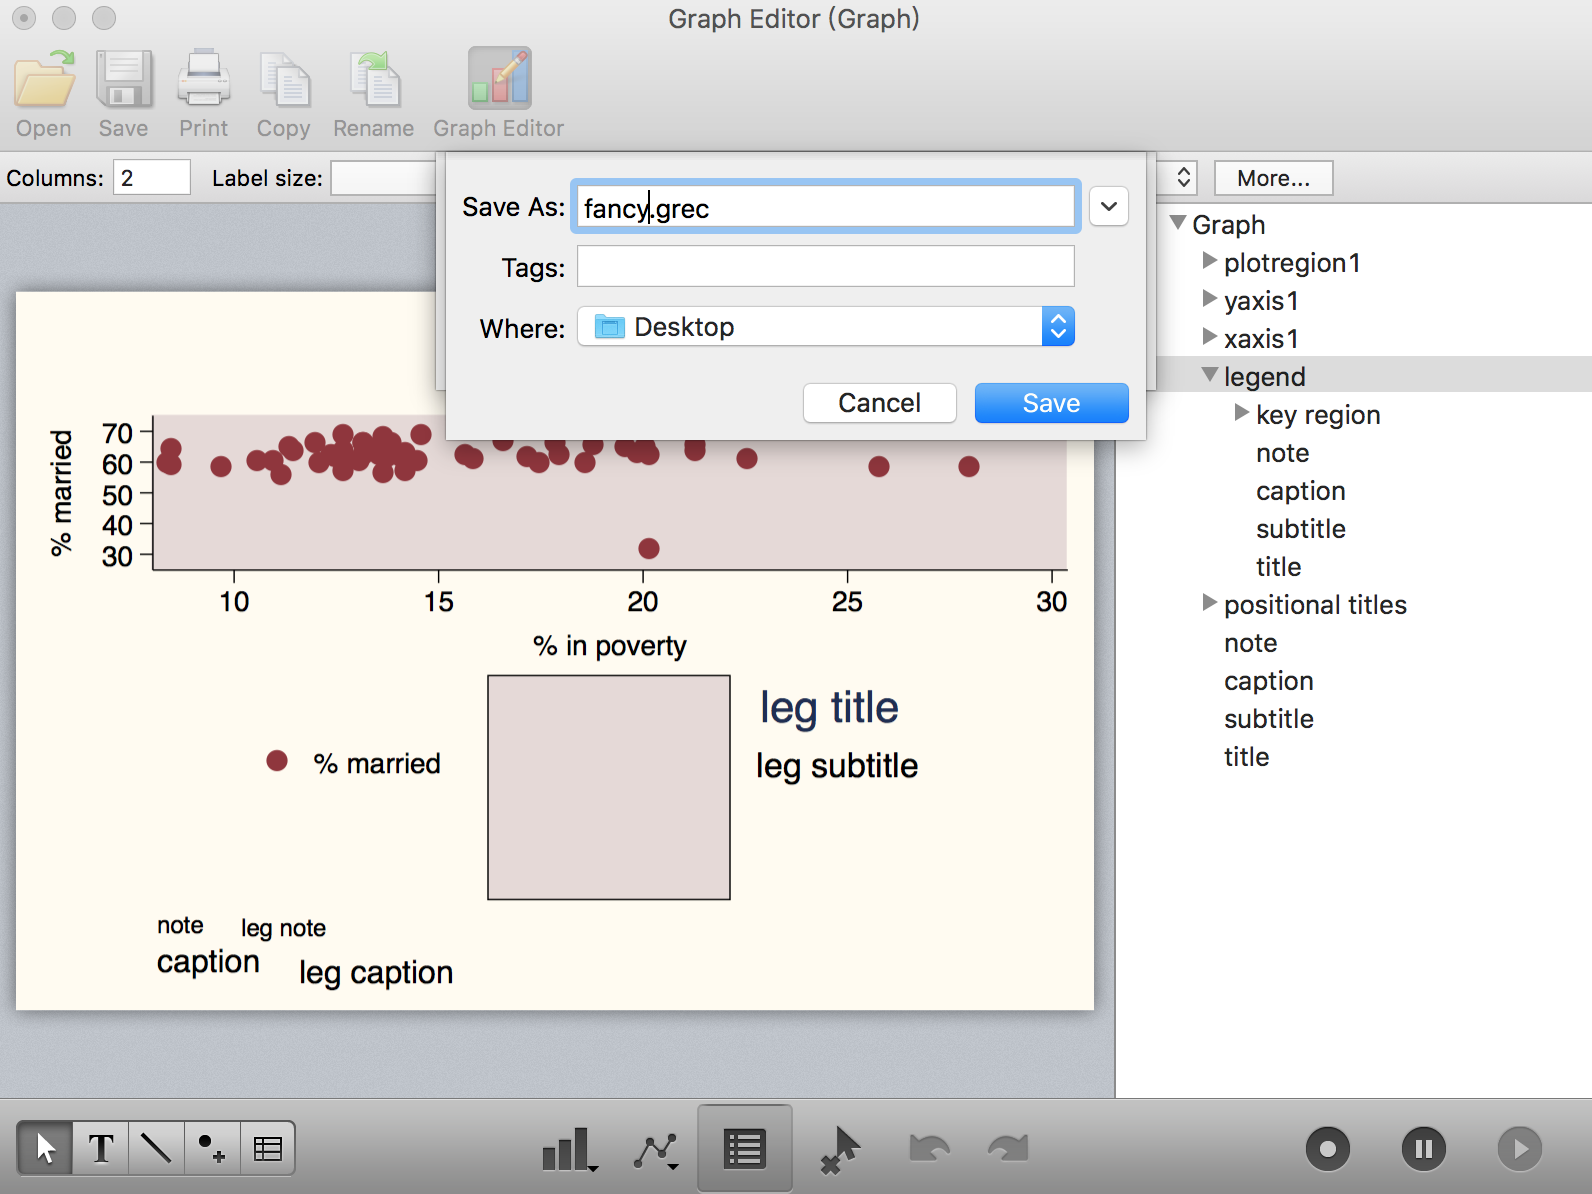 Graph Editor (Graph)
Open Save Print Copy Rename Graph Editor
Columns: 2 Label size: More...
Save As: fancy.grec
Tags:
Where: Desktop
Cancel Save
Graph
plotregion1
yaxis1
xaxis1
legend
key region
note
caption
subtitle
title
positional titles
note
caption
subtitle
title
% married
70
60
50
40
30
10 15 20 25 30
% in poverty
leg title
% married
leg subtitle
note leg note
caption leg caption
T